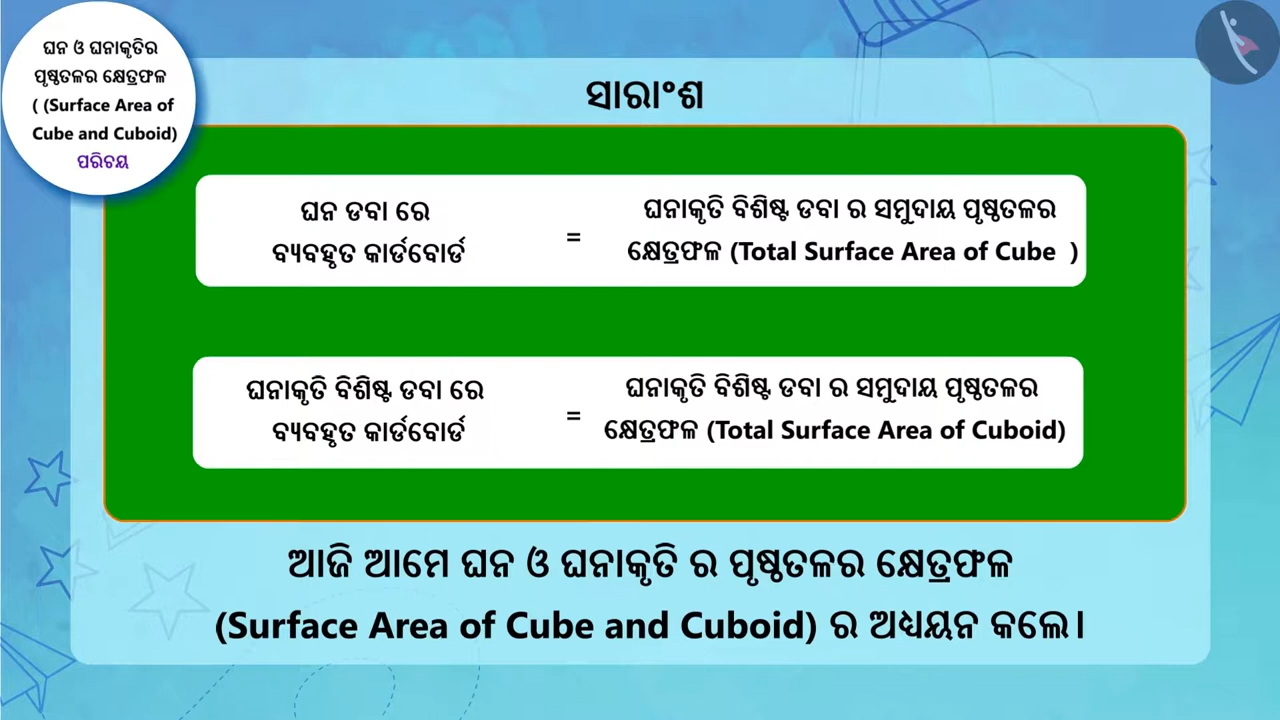 ଘନ ଓ ଘନାକୃତିର
ପୃଷ୍ଠତଳର କ୍ଷେତ୍ରଫଳ
( (Surface Area of
Cube and Cuboid)
ପରିଚୟ
ସାରାଂଶ
ଘନ ଡବା ରେ
ବ୍ୟବହୃତ କାର୍ଡବୋର୍ଡ
=
ଘନାକୃତି ବିଶିଷ୍ଟ ଡବା ର ସମୁଦାୟ ପୃଷ୍ଠତଳର
କ୍ଷେତ୍ରଫଳ (Total Surface Area of Cube )
ଘନାକୃତି ବିଶିଷ୍ଟ ଡବା ରେ
ବ୍ୟବହୃତ କାର୍ଡବୋର୍ଡ
=
ଘନାକୃତି ବିଶିଷ୍ଟ ଡବା ର ସମୁଦାୟ ପୃଷ୍ଠତଳର
କ୍ଷେତ୍ରଫଳ (Total Surface Area of Cuboid)
ଆଜି ଆମେ ଘନ ଓ ଘନାକୃତି ର ପୃଷ୍ଠତଳର କ୍ଷେତ୍ରଫଳ
(Surface Area of Cube and Cuboid) ର ଅଧ୍ୟୟନ କଲେ।